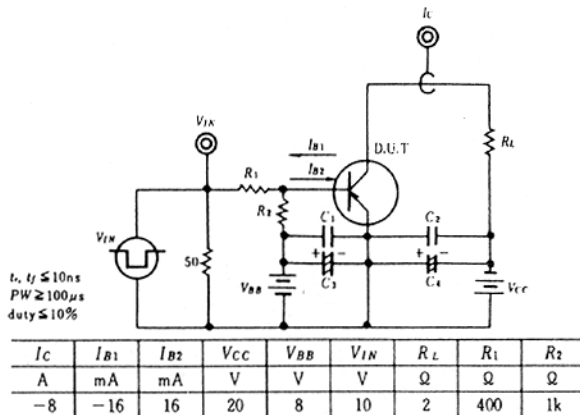 IC
VIN
IB1
IB2
D.U.T
R1
R2
RL
C1
C2
VIN
50
+ −
+ −
C3
C4
VBB
VCC
tr, tf ≦ 10ns
PW ≧ 100μs
duty ≦ 10%
IC IB1 IB2 VCC VBB VIN RL R1 R2
A mA mA V V V Ω Ω Ω
−8 −16 16 20 8 10 2 400 1k